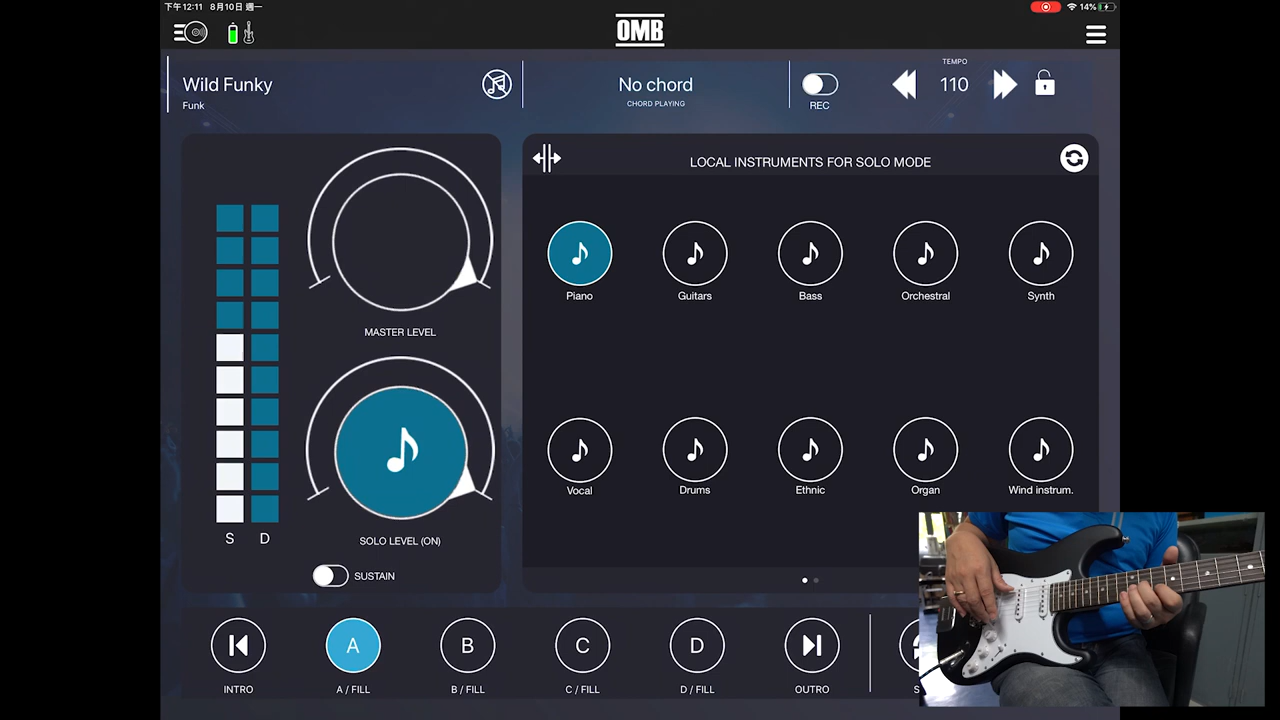 下午12:11 8月10日 週一
14%
OMB
Wild Funky
Funk
No chord
CHORD PLAYING
REC
TEMPO
110
LOCAL INSTRUMENTS FOR SOLO MODE
Piano
Guitars
Bass
Orchestral
Synth
MASTER LEVEL
Vocal
Drums
Ethnic
Organ
Wind instrum.
S D
SOLO LEVEL (ON)
SUSTAIN
A
B
C
D
INTRO
A / FILL
B / FILL
C / FILL
D / FILL
OUTRO
S